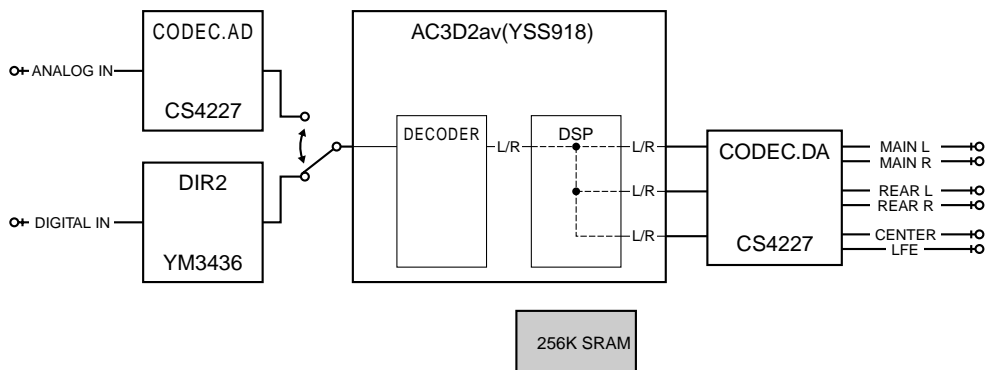 CODEC.AD
CS4227
ANALOG IN
DIR2
YM3436
DIGITAL IN
AC3D2av(YSS918)
DECODER
L/R
DSP
L/R
L/R
L/R
CODEC.DA
CS4227
MAIN L
MAIN R
REAR L
REAR R
CENTER
LFE
256K SRAM